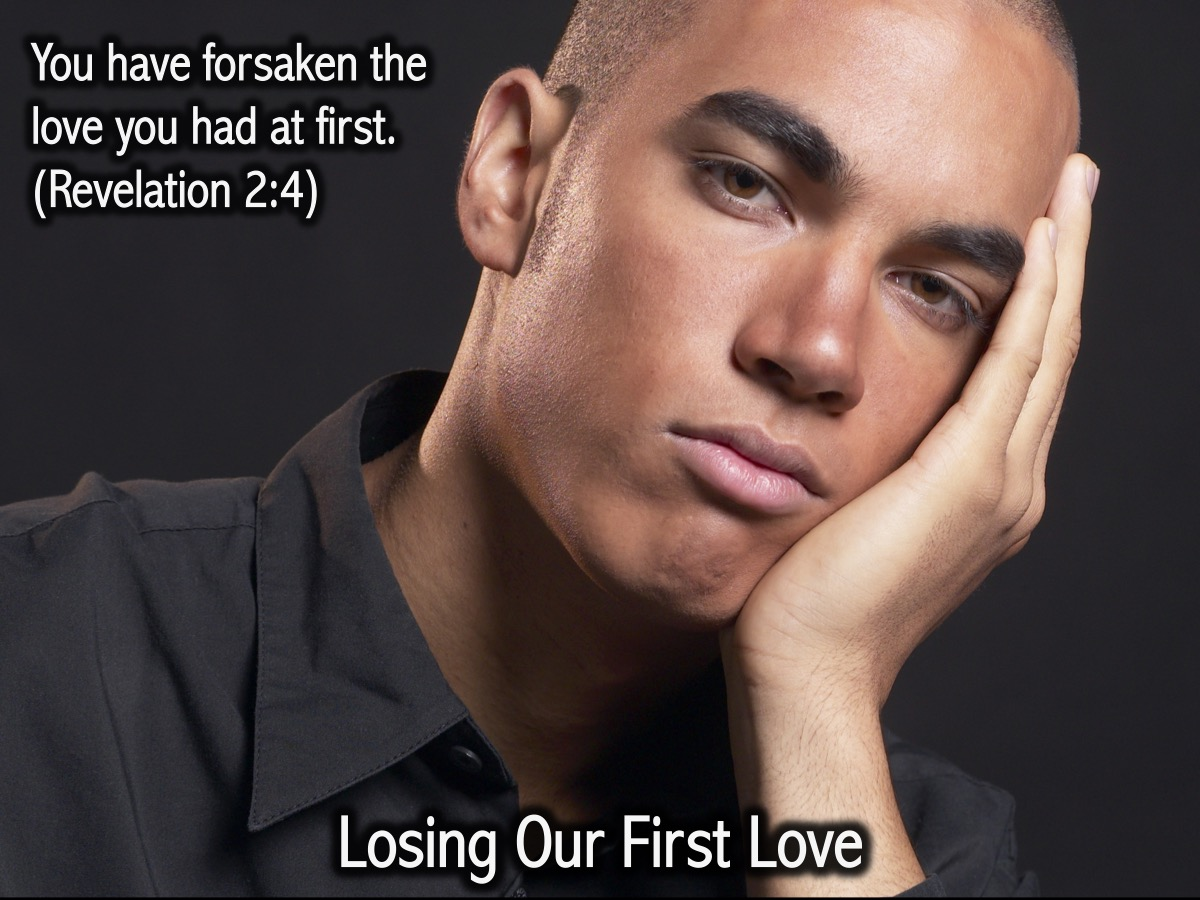 You have forsaken the
love you had at first.
(Revelation 2:4)
Losing Our First Love